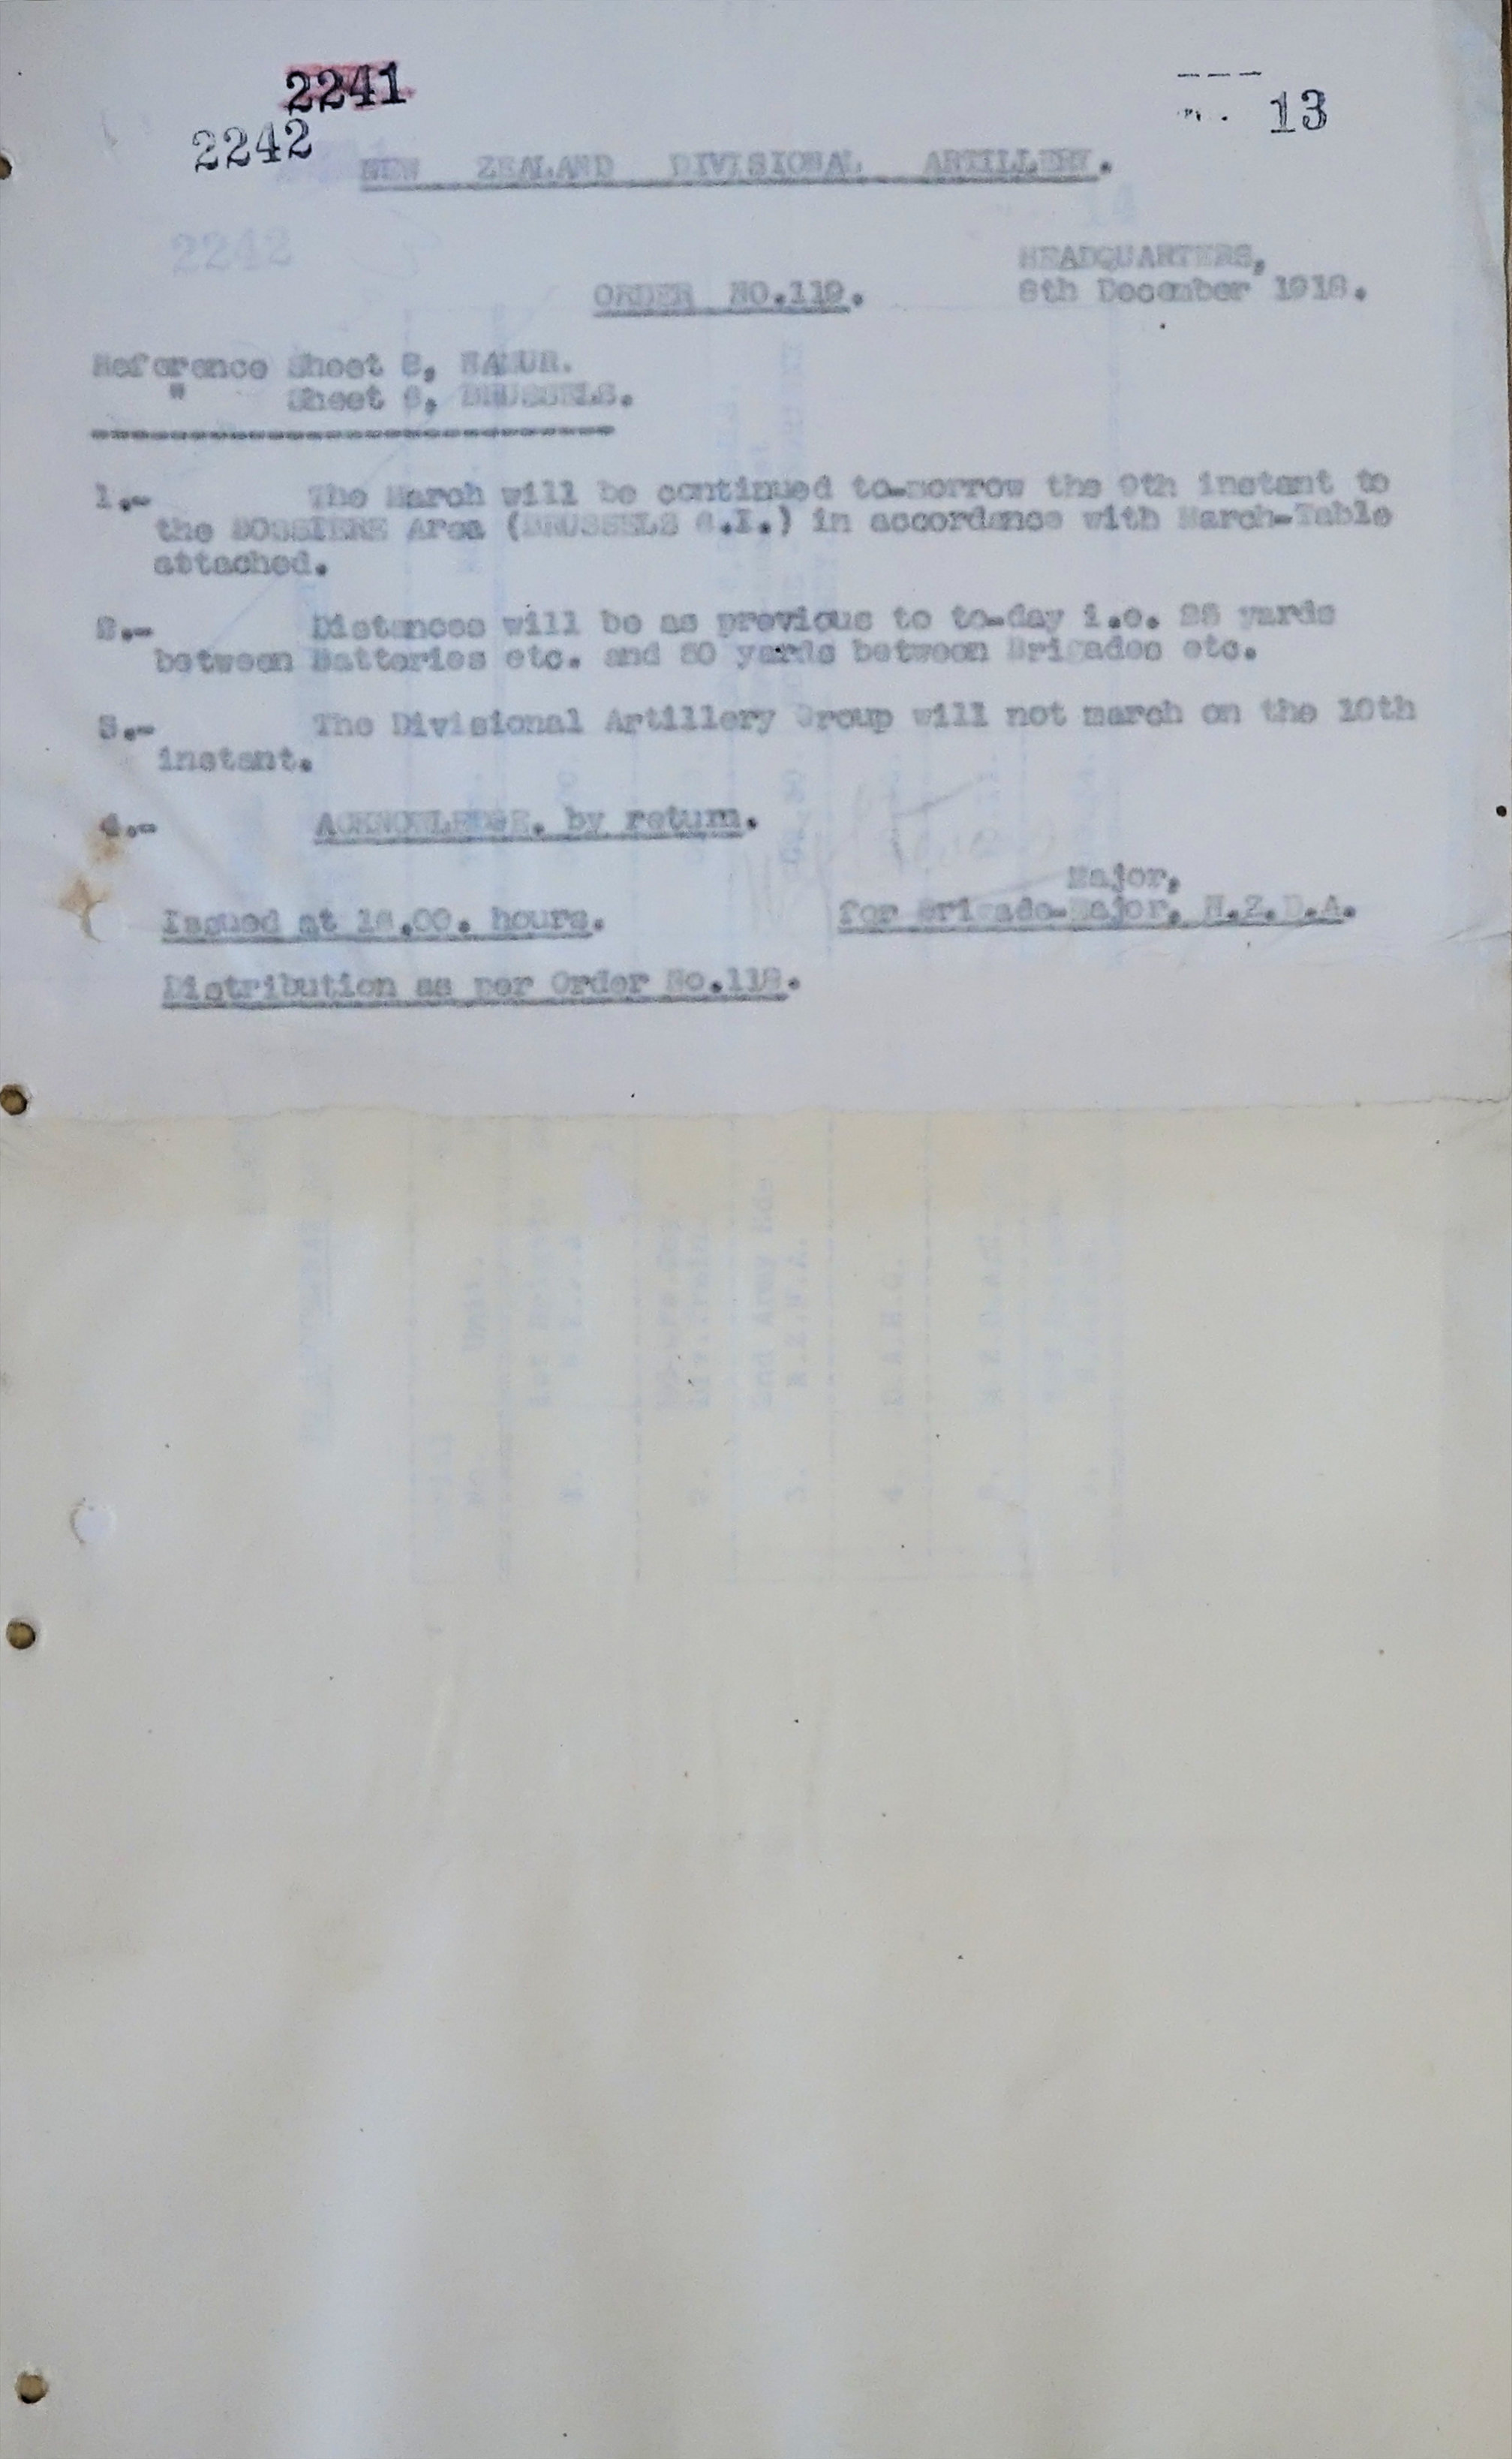 2241
2242
13
NEW ZEALAND DIVISIONAL ARTILLERY.
HEADQUARTERS,
ORDER NO.119.
8th December 1918.
Reference Sheet 8, NAMUR.
" Sheet 6, BRUSSELS.
1.- The March will be continued to-morrow the 9th instant to
the BOSSIERE Area (BRUSSELS 6.I.) in accordance with March-Table
attached.
2.- Distances will be as previous to to-day i.e. 25 yards
between Batteries etc. and 50 yards between Brigades etc.
3.- The Divisional Artillery Group will not march on the 10th
instant.
4.- ACKNOWLEDGE. by return.
Major,
Issued at hours.
for Brigade-Major, N.Z.D.A.
Distribution as per Order No.118.